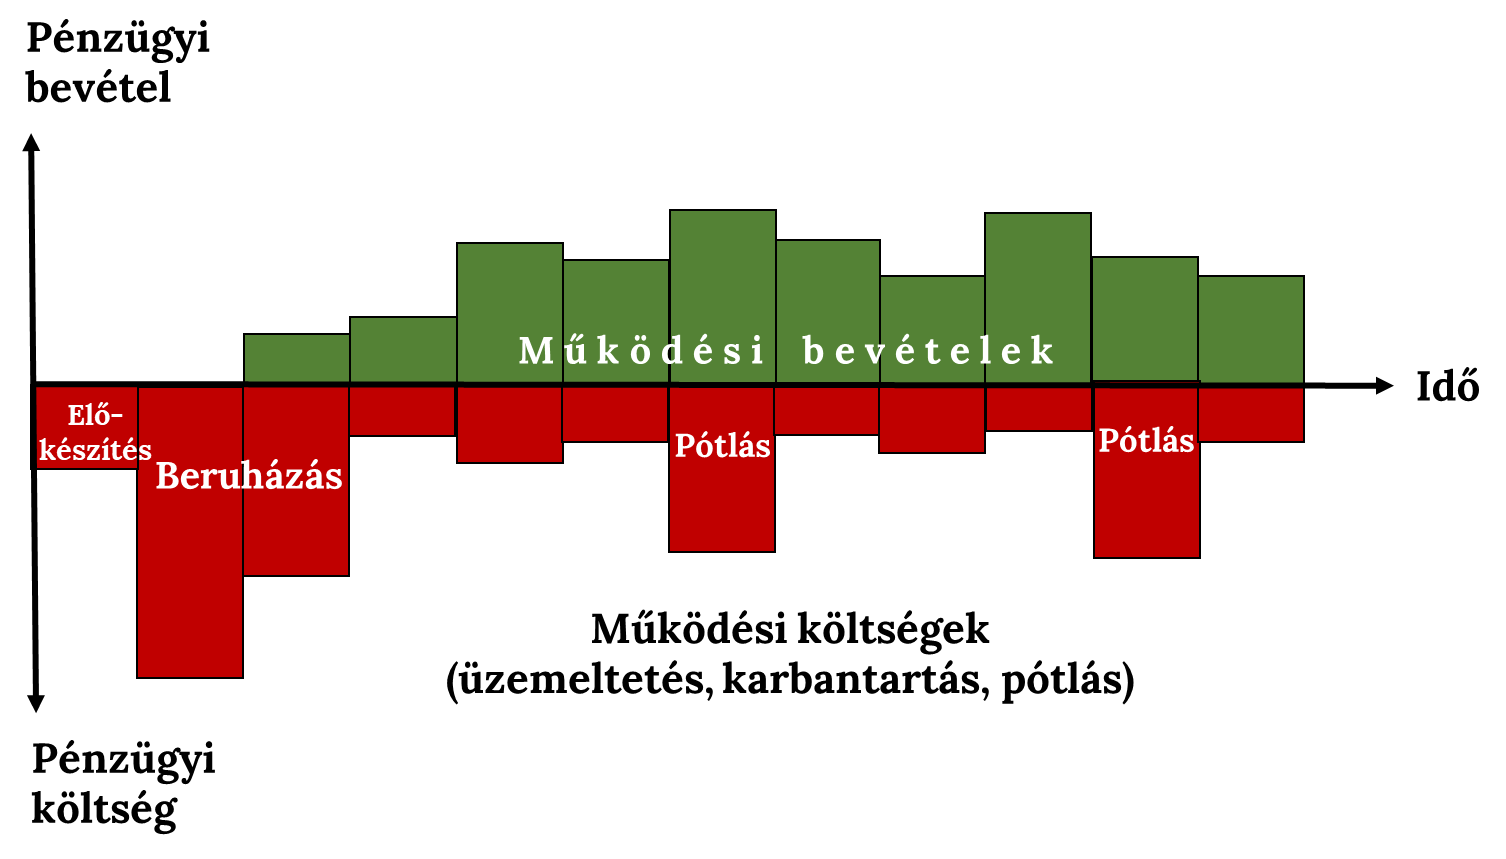 Pénzügyi
bevétel
Működési bevételek
Idő
Elő-
készítés
Beruházás
Pótlás
Pótlás
Működési költségek
(üzemeltetés, karbantartás, pótlás)
Pénzügyi
költség